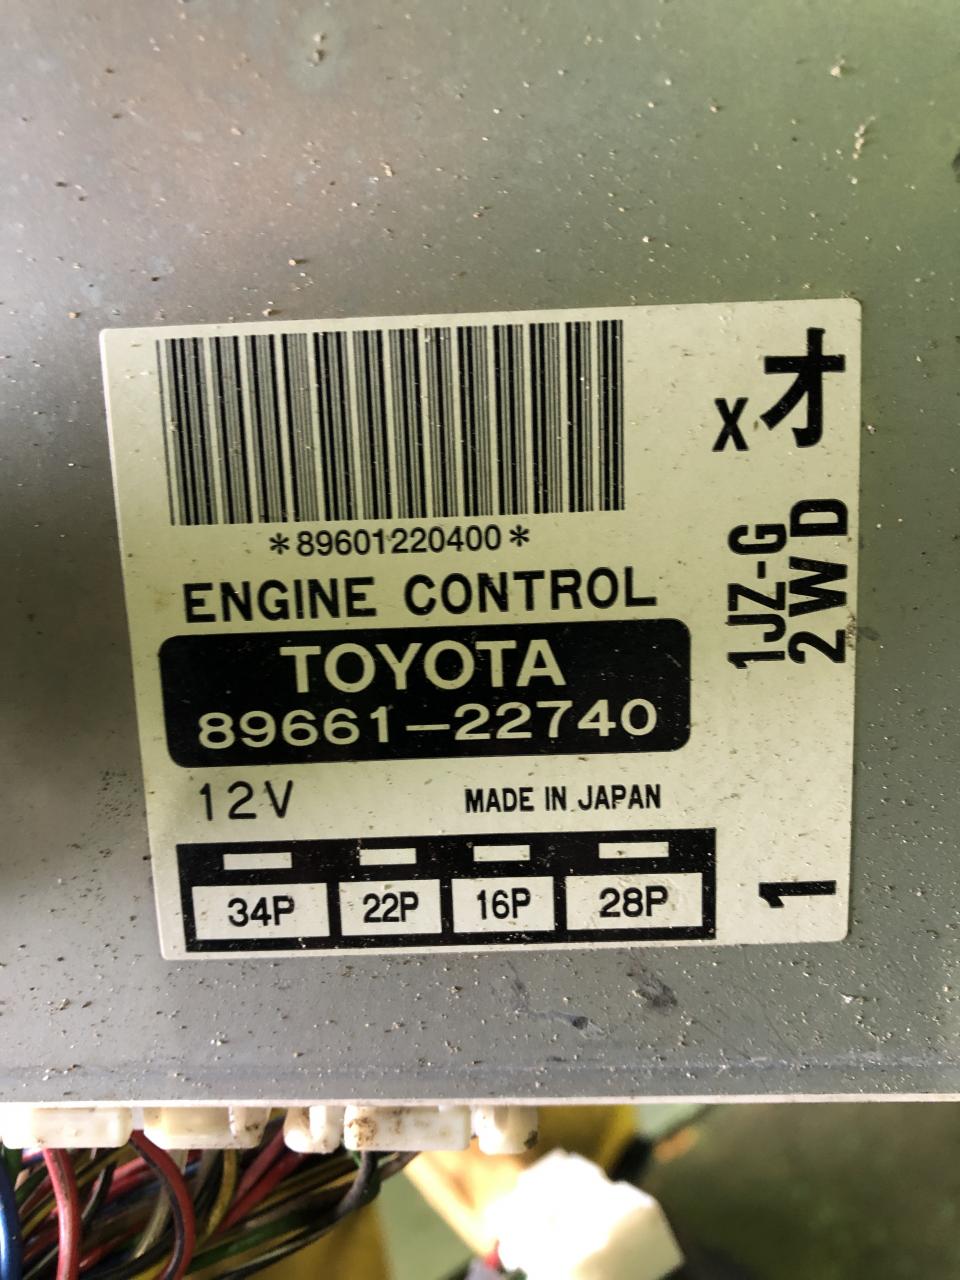 *89601220400*
ENGINE CONTROL
TOYOTA
89661-22740
12V MADE IN JAPAN
34P 22P 16P 28P
オ
X
1JZ-G
2WD
1